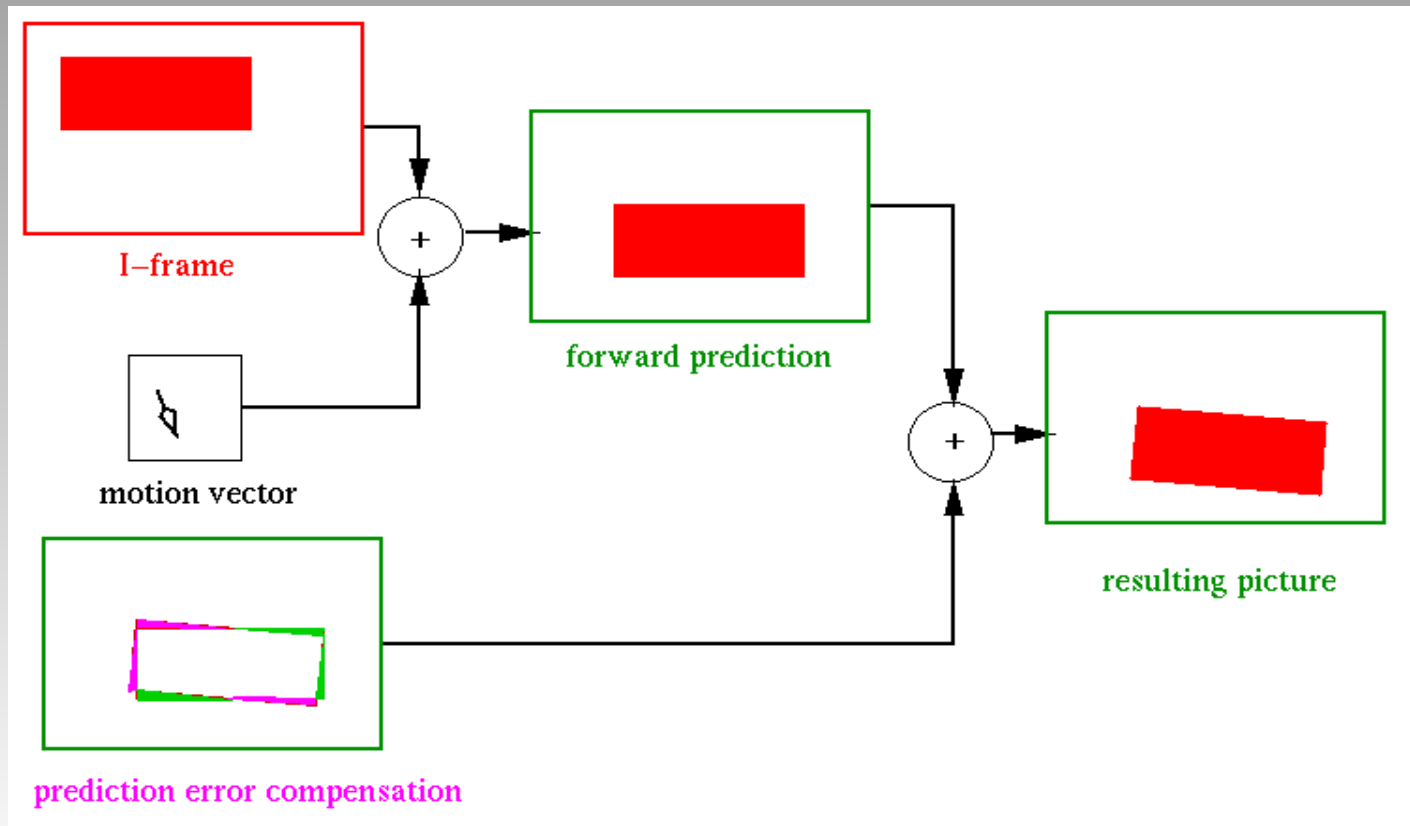 I–frame
+
forward prediction
motion vector
+
resulting picture
prediction error compensation